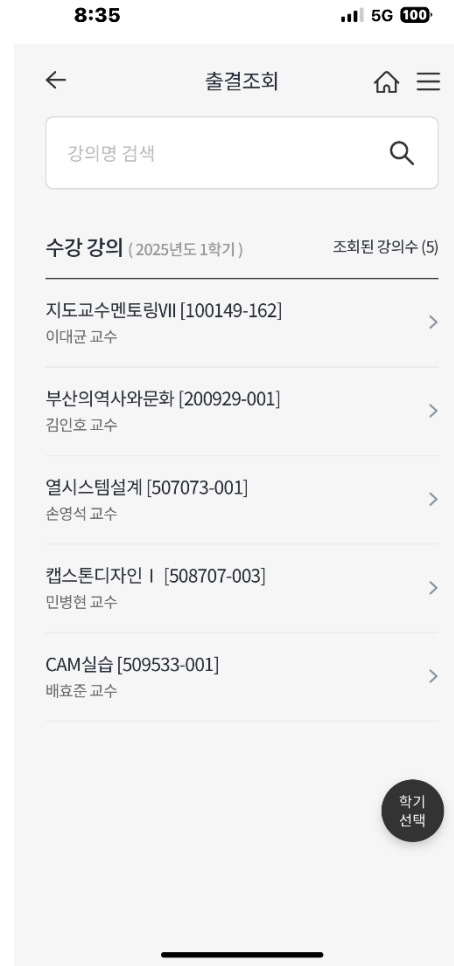 8:35
5G 100
출결조회
강의명 검색
수강 강의 ( 2025년도 1학기 ) 조회된 강의수 (5)
지도교수멘토링Ⅶ [100149-162]
이대균 교수
부산의역사와문화 [200929-001]
김인호 교수
열시스템설계 [507073-001]
손영석 교수
캡스톤디자인Ⅰ [508707-003]
민병현 교수
CAM실습 [509533-001]
배효준 교수
학기
선택